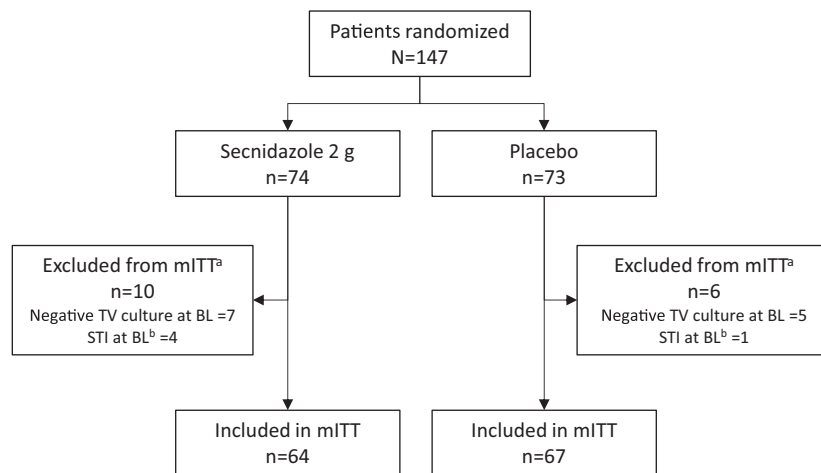 Patients randomized
N=147
Secnidazole 2 g
n=74
Placebo
n=73
Excluded from mITTᵃ
n=10
Negative TV culture at BL =7
STI at BLᵇ =4
Excluded from mITTᵃ
n=6
Negative TV culture at BL =5
STI at BLᵇ =1
Included in mITT
n=64
Included in mITT
n=67